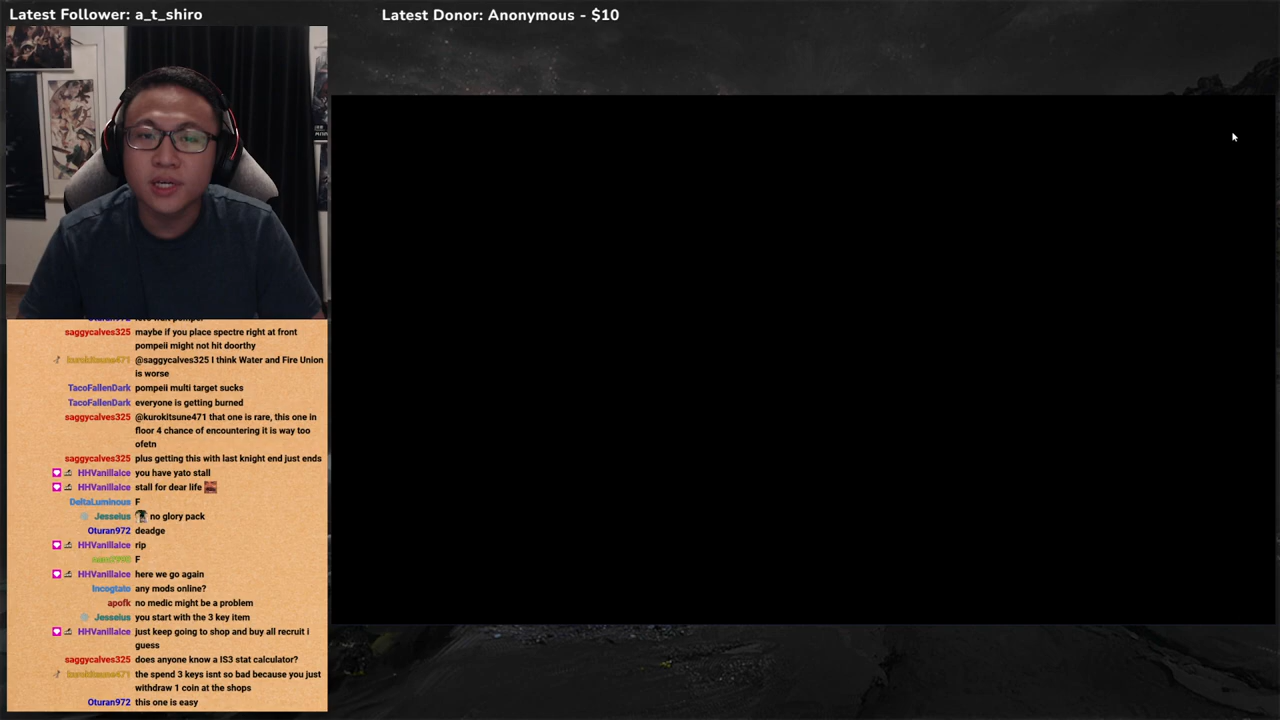 Latest Follower: a_t_shiro
Latest Donor: Anonymous - $10
saggycalves325 maybe if you place spectre right at front
pompeii might not hit doorthy
kurokitsune471 @saggycalves325 I think Water and Fire Union
is worse
TacoFallenDark pompeii multi target sucks
TacoFallenDark everyone is getting burned
saggycalves325 @kurokitsune471 that one is rare, this one in
floor 4 chance of encountering it is way too
ofetn
saggycalves325 plus getting this with last knight end just ends
HHVanillaIce you have yato stall
HHVanillaIce stall for dear life
DeltaLuminous F
Jesseius no glory pack
Oturan972 deadge
HHVanillaIce rip
F
HHVanillaIce here we go again
Incogtato any mods online?
apofk no medic might be a problem
Jesseius you start with the 3 key item
HHVanillaIce just keep going to shop and buy all recruit i
guess
saggycalves325 does anyone know a IS3 stat calculator?
kurokitsune471 the spend 3 keys isnt so bad because you just
withdraw 1 coin at the shops
Oturan972 this one is easy